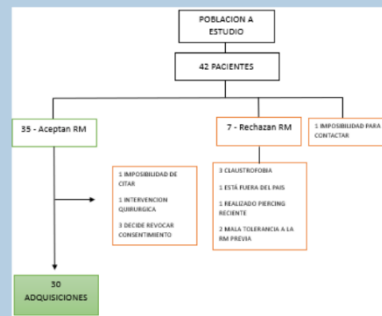 POBLACION A
ESTUDIO
42 PACIENTES
35 - Aceptan RM
7 - Rechazan RM
1 IMPOSIBILIDAD PARA
CONTACTAR
1 IMPOSIBILIDAD DE
CITAR
1 INTERVENCION
QUIRURGICA
3 DECIDE REVOCAR
CONSENTIMIENTO
3 CLAUSTROFOBIA
1 ESTÁ FUERA DEL PAIS
1 REALIZADO PIERCING
RECIENTE
2 MALA TOLERANCIA A LA
RM PREVIA
30
ADQUISICIONES